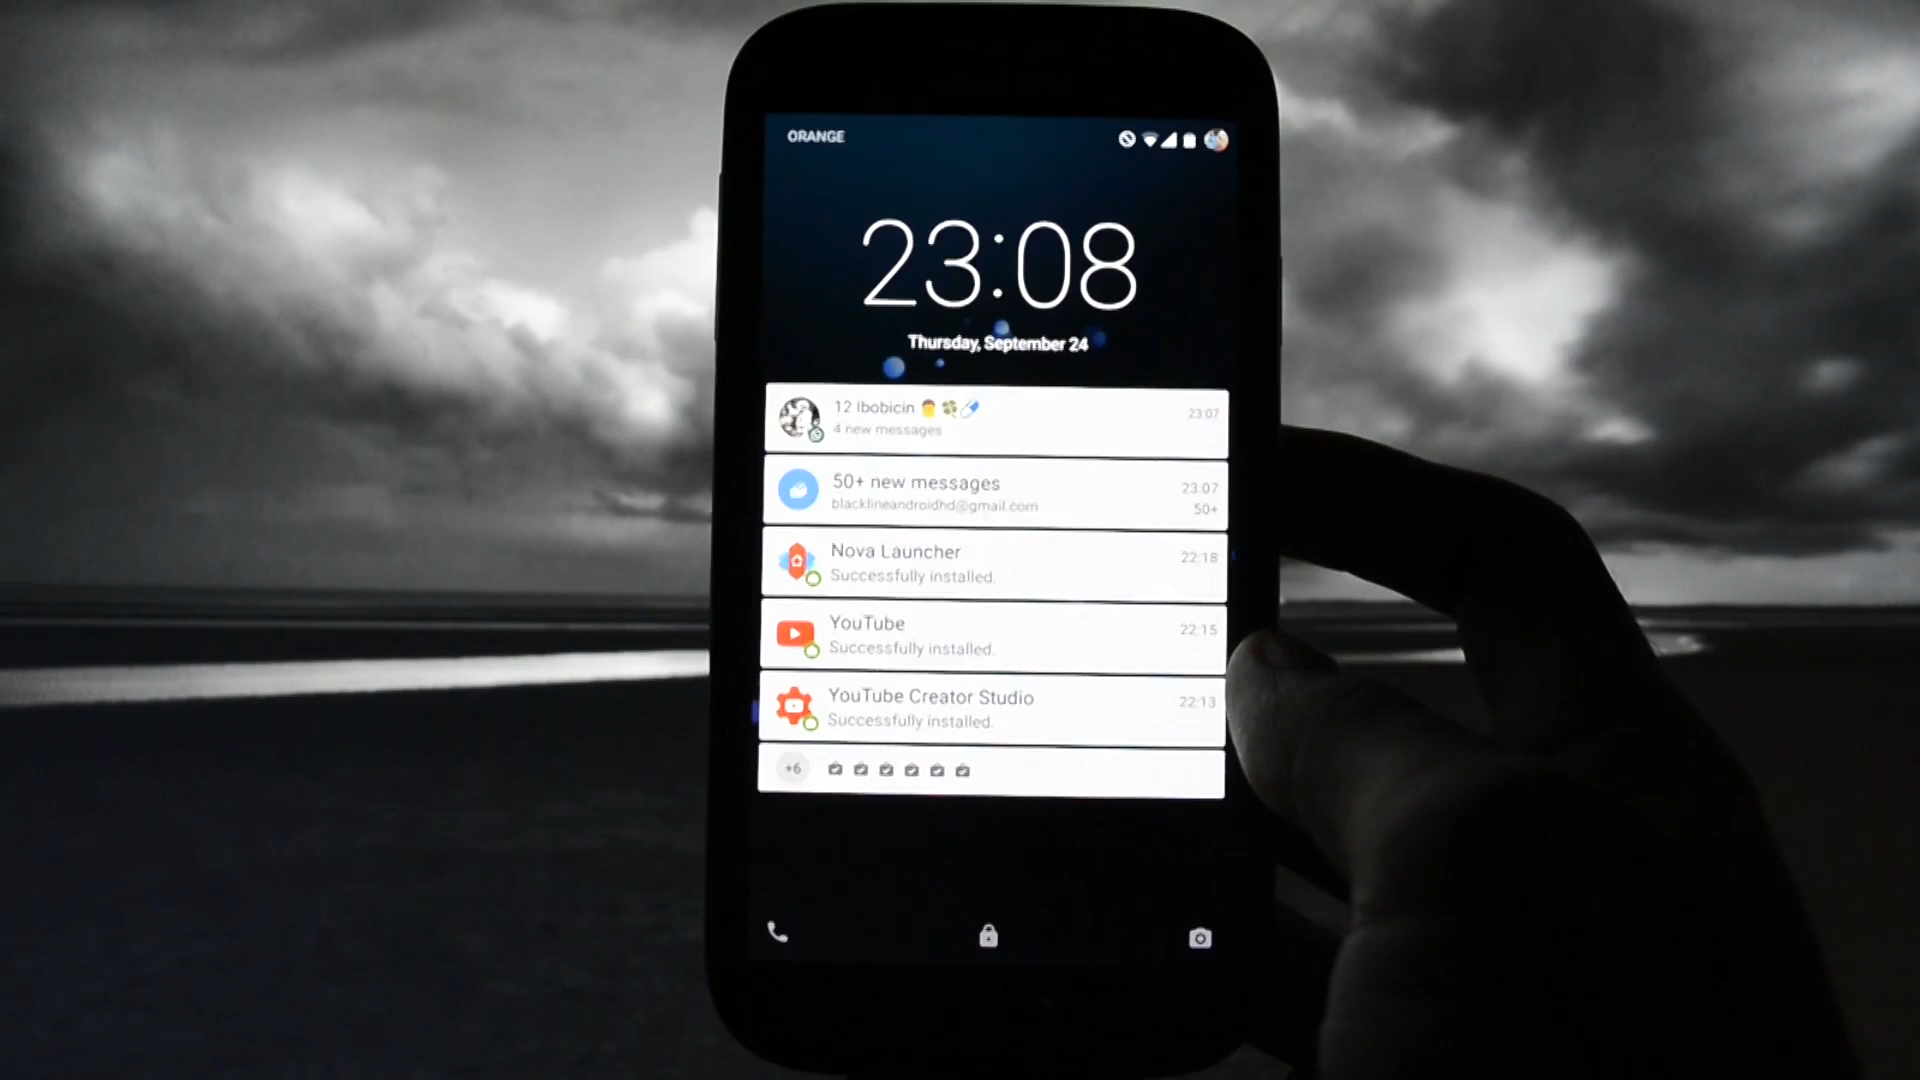 ORANGE
23:08
Thursday, September 24
12 Ibobicin
23:07
4 new messages
50+ new messages
23:07
blacklineandroidhd@gmail.com
50+
Nova Launcher
22:18
Successfully installed.
YouTube
22:15
Successfully installed.
YouTube Creator Studio
22:13
Successfully installed.
+6